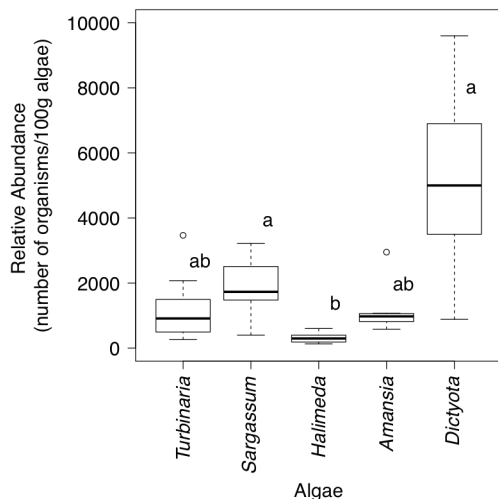 Relative Abundance
(number of organisms/100g algae)
10000
8000
6000
4000
2000
0
ab
a
b
ab
a
Turbinaria
Sargassum
Halimeda
Amansia
Dictyota
Algae